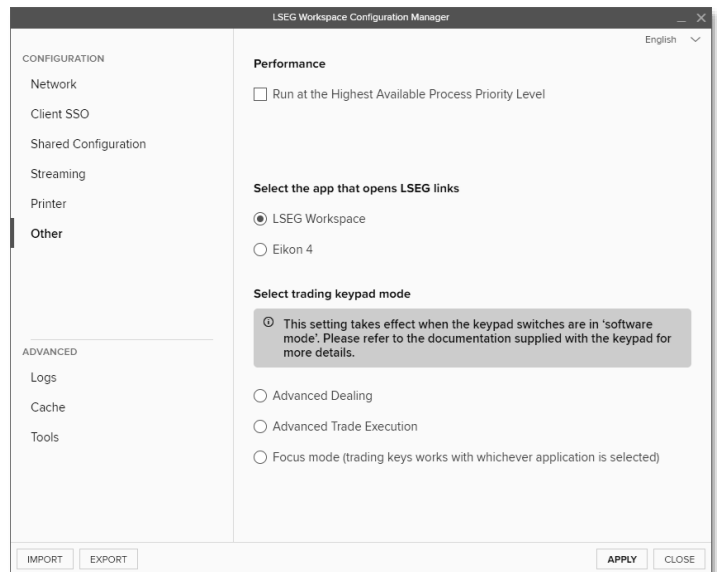 LSEG Workspace Configuration Manager
English
CONFIGURATION
Network
Client SSO
Shared Configuration
Streaming
Printer
Other
ADVANCED
Logs
Cache
Tools
Performance
Run at the Highest Available Process Priority Level
Select the app that opens LSEG links
LSEG Workspace
Eikon 4
Select trading keypad mode
This setting takes effect when the keypad switches are in ‘software
mode’. Please refer to the documentation supplied with the keypad for
more details.
Advanced Dealing
Advanced Trade Execution
Focus mode (trading keys works with whichever application is selected)
IMPORT
EXPORT
APPLY
CLOSE